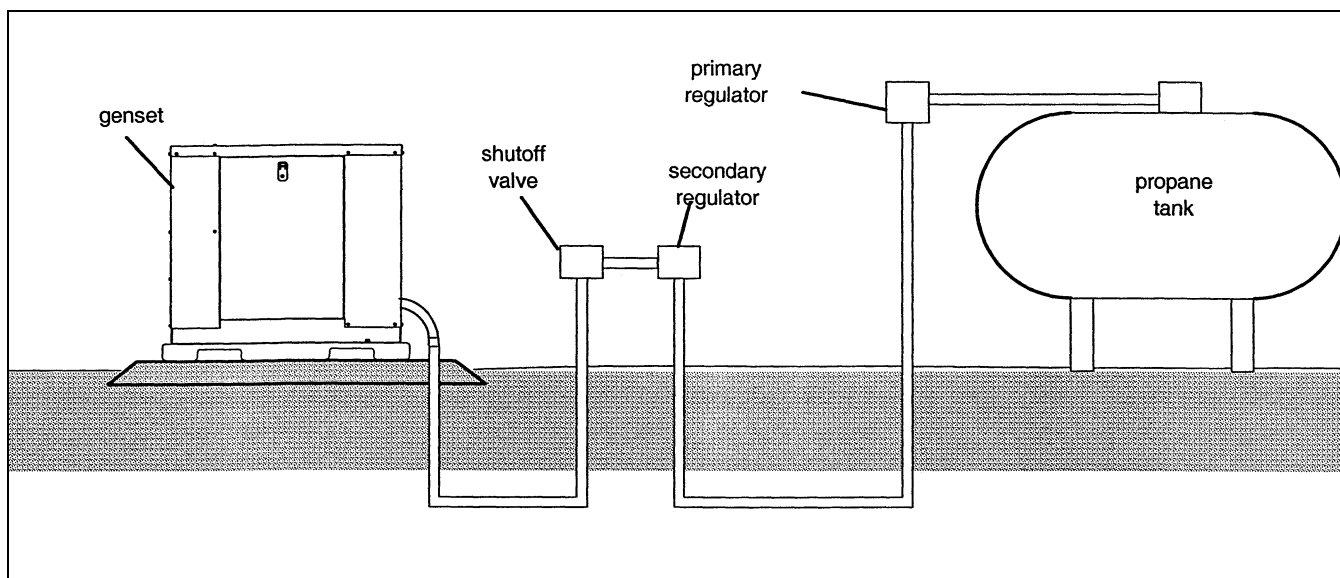 genset
shutoff
valve
secondary
regulator
primary
regulator
propane
tank